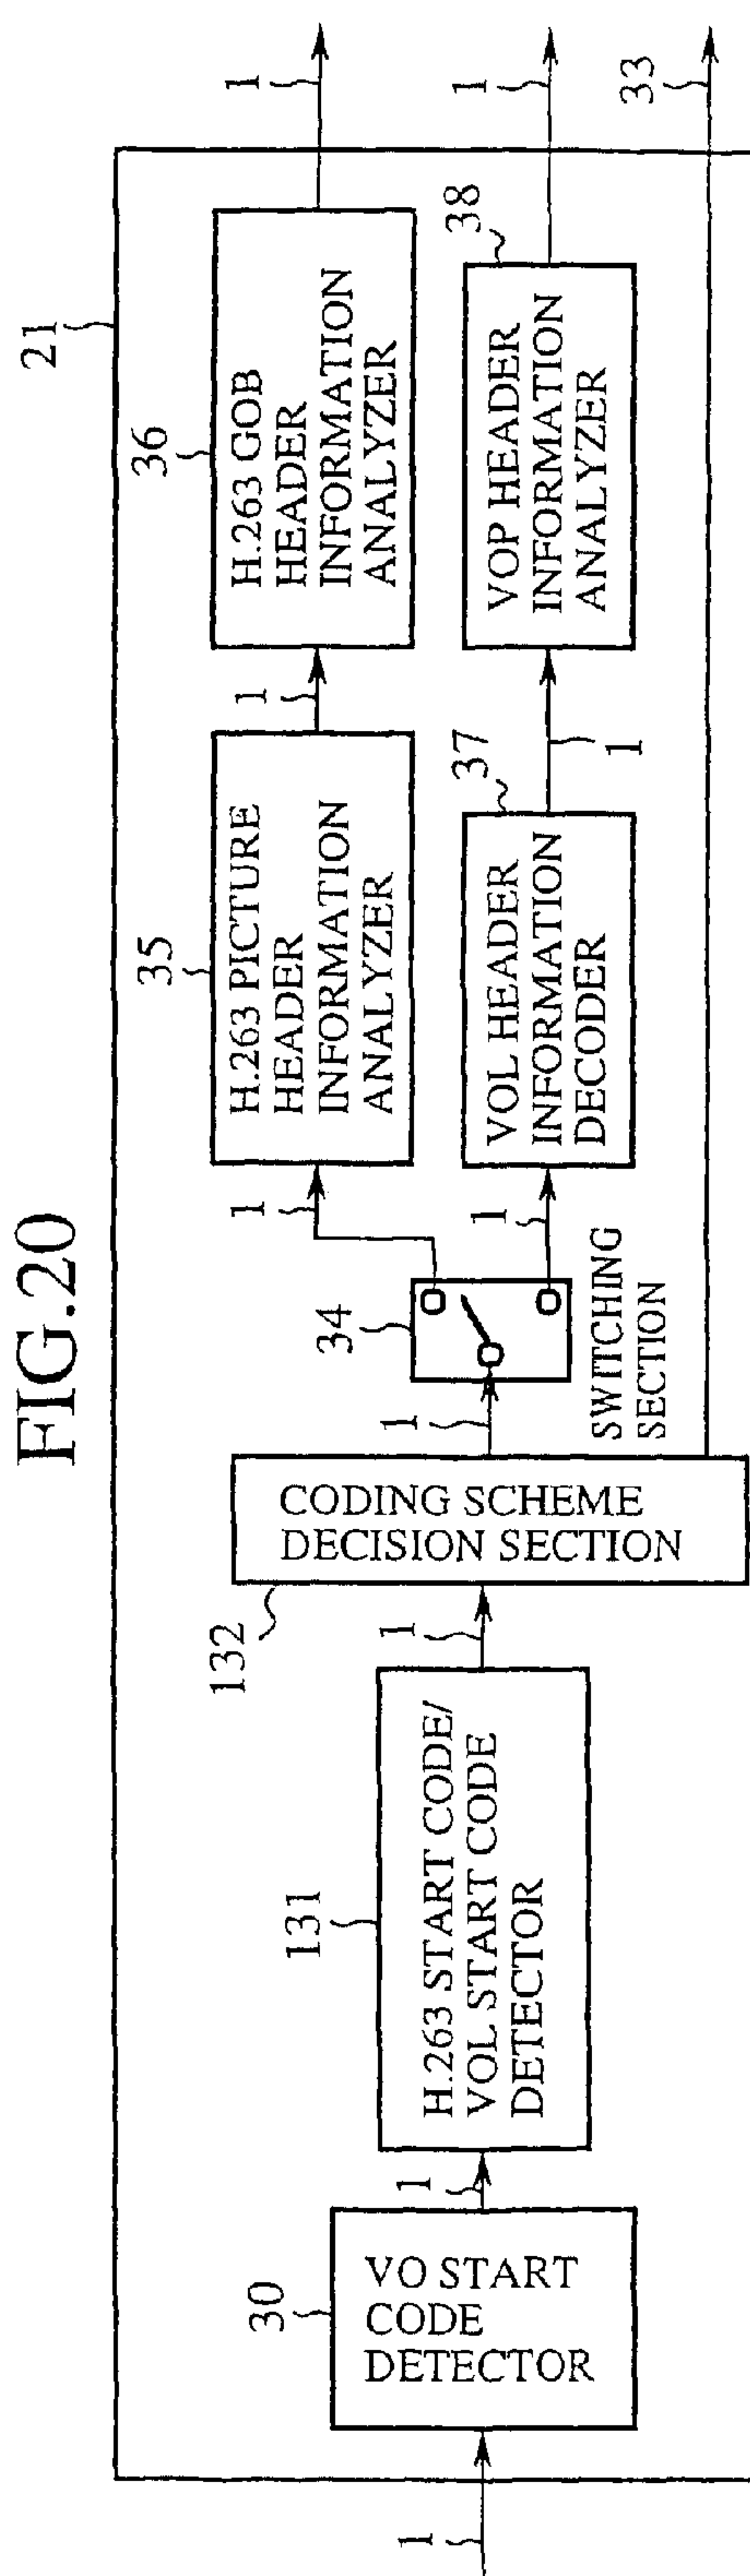 FIG.20
21
1
30
VO START
CODE
DETECTOR
1
131
H.263 START CODE/
VOL START CODE
DETECTOR
1
132
CODING SCHEME
DECISION SECTION
1
34
SWITCHING
SECTION
1
35
H.263 PICTURE
HEADER
INFORMATION
ANALYZER
1
36
H.263 GOB
HEADER
INFORMATION
ANALYZER
1
1
37
VOL HEADER
INFORMATION
DECODER
1
38
VOP HEADER
INFORMATION
ANALYZER
1
33